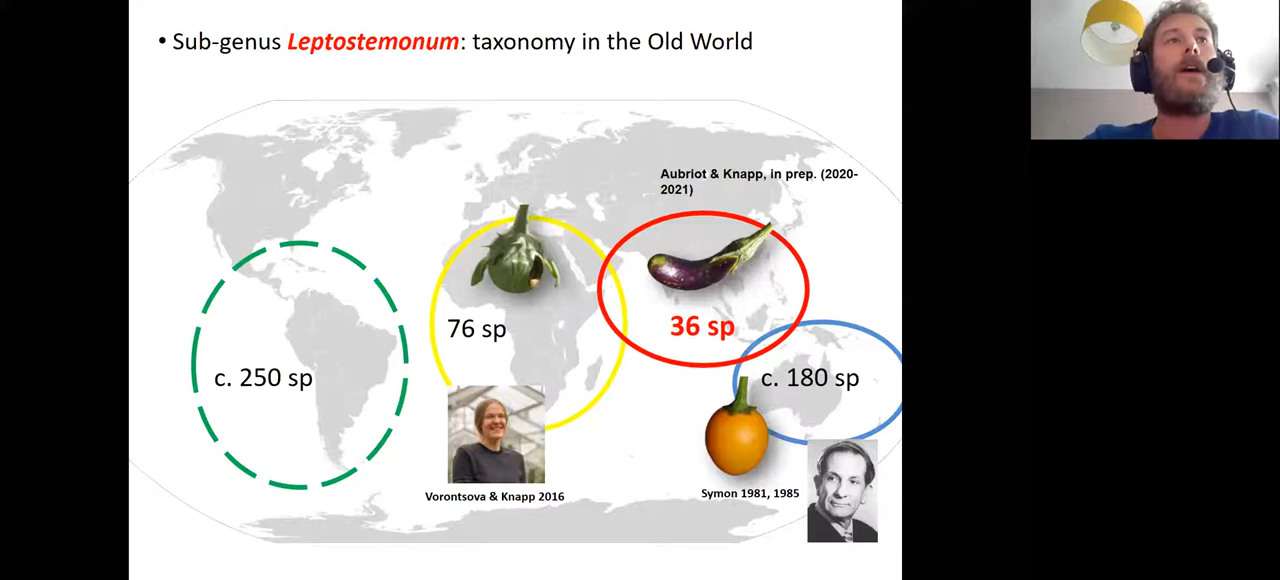 • Sub-genus Leptostemonum: taxonomy in the Old World
Aubriot & Knapp, in prep. (2020-
2021)
76 sp
36 sp
c. 250 sp
c. 180 sp
Vorontsova & Knapp 2016
Symon 1981, 1985